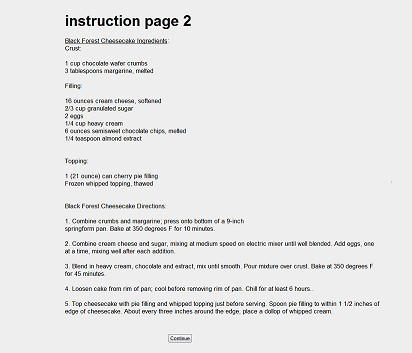 instruction page 2
Black Forest Cheesecake Ingredients:
Crust:
1 cup chocolate wafer crumbs
3 tablespoons margarine, melted
Filling:
16 ounces cream cheese, softened
2/3 cup granulated sugar
2 eggs
1/4 cup heavy cream
6 ounces semisweet chocolate chips, melted
1/4 teaspoon almond extract
Topping:
1 (21 ounce) can cherry pie filling
Frozen whipped topping, thawed
Black Forest Cheesecake Directions:
1. Combine crumbs and margarine; press onto bottom of a 9-inch
springform pan. Bake at 350 degrees F for 10 minutes.
2. Combine cream cheese and sugar, mixing at medium speed on electric mixer until well blended. Add eggs, one
at a time, mixing well after each addition.
3. Blend in heavy cream, chocolate and extract, mix until smooth. Pour mixture over crust. Bake at 350 degrees F
for 45 minutes.
4. Loosen cake from rim of pan; cool before removing rim of pan. Chill for at least 6 hours..
5. Top cheesecake with pie filling and whipped topping just before serving. Spoon pie filling to within 1 1/2 inches of
edge of cheesecake. About every three inches around the edge, place a dollop of whipped cream.
Continue